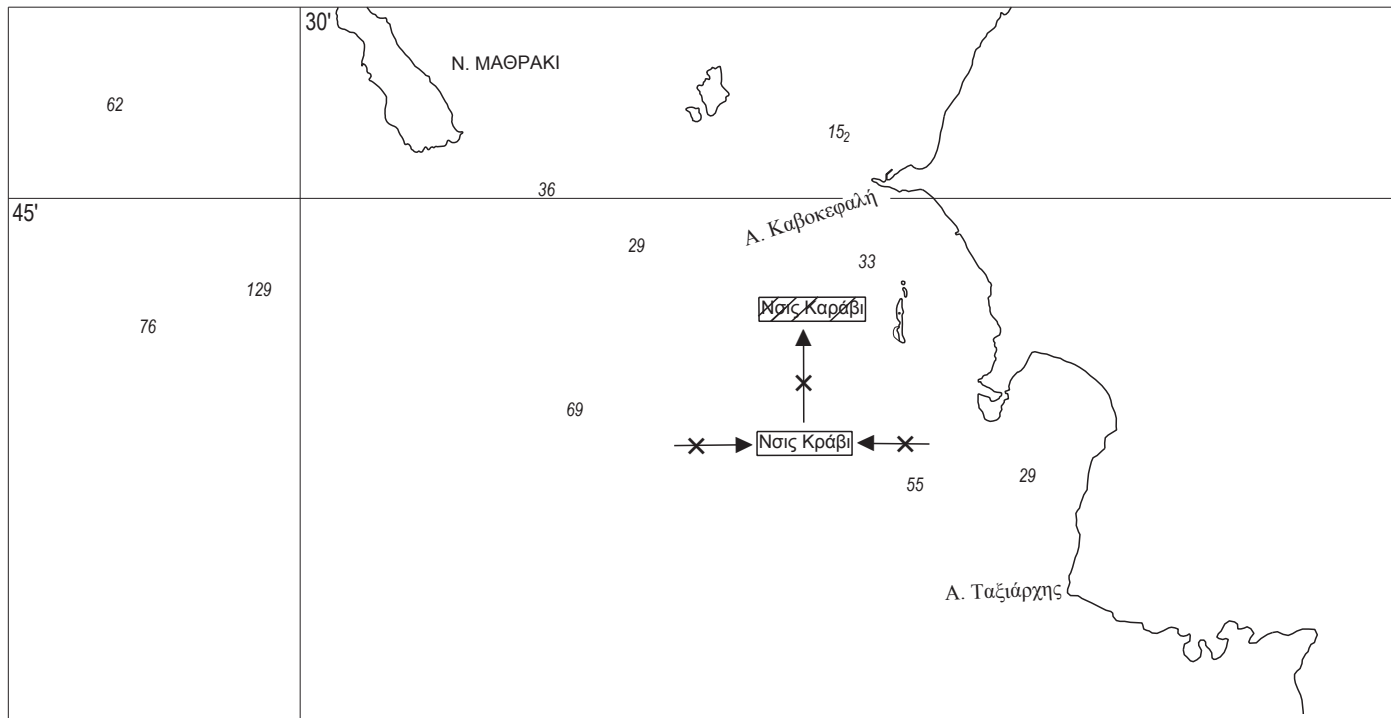 30'
Ν. ΜΑΘΡΑΚΙ
62
15₂
36
45'
Α. Καβοκεφαλή
29
33
129
Νσις Καράβι
76
69
Νσις Κράβι
55
29
Α. Ταξιάρχης